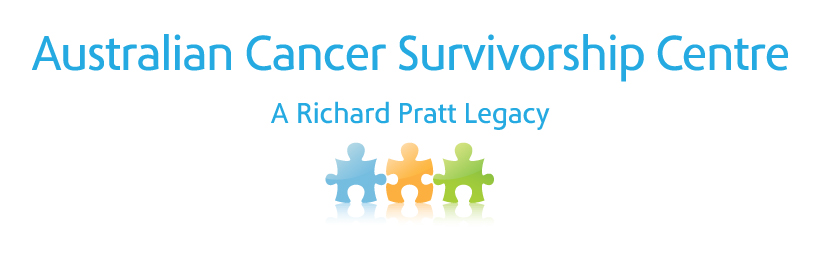 Australian Cancer Survivorship Centre
A Richard Pratt Legacy